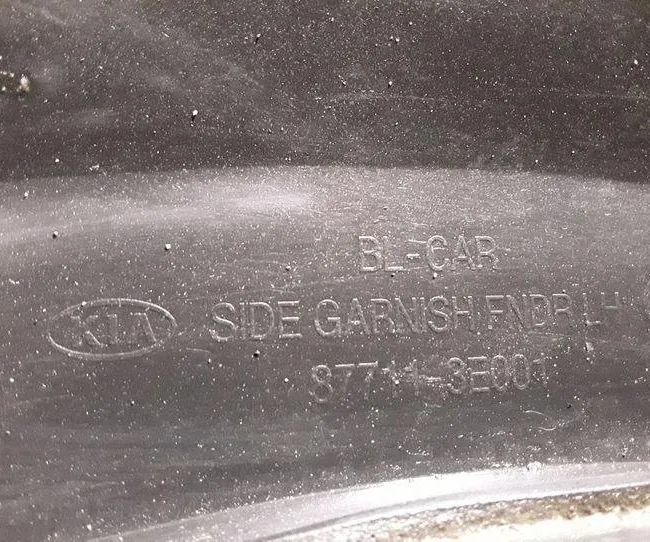 BL-CAR
KIA SIDE GARNISH,FNDR LH
87711-3E001